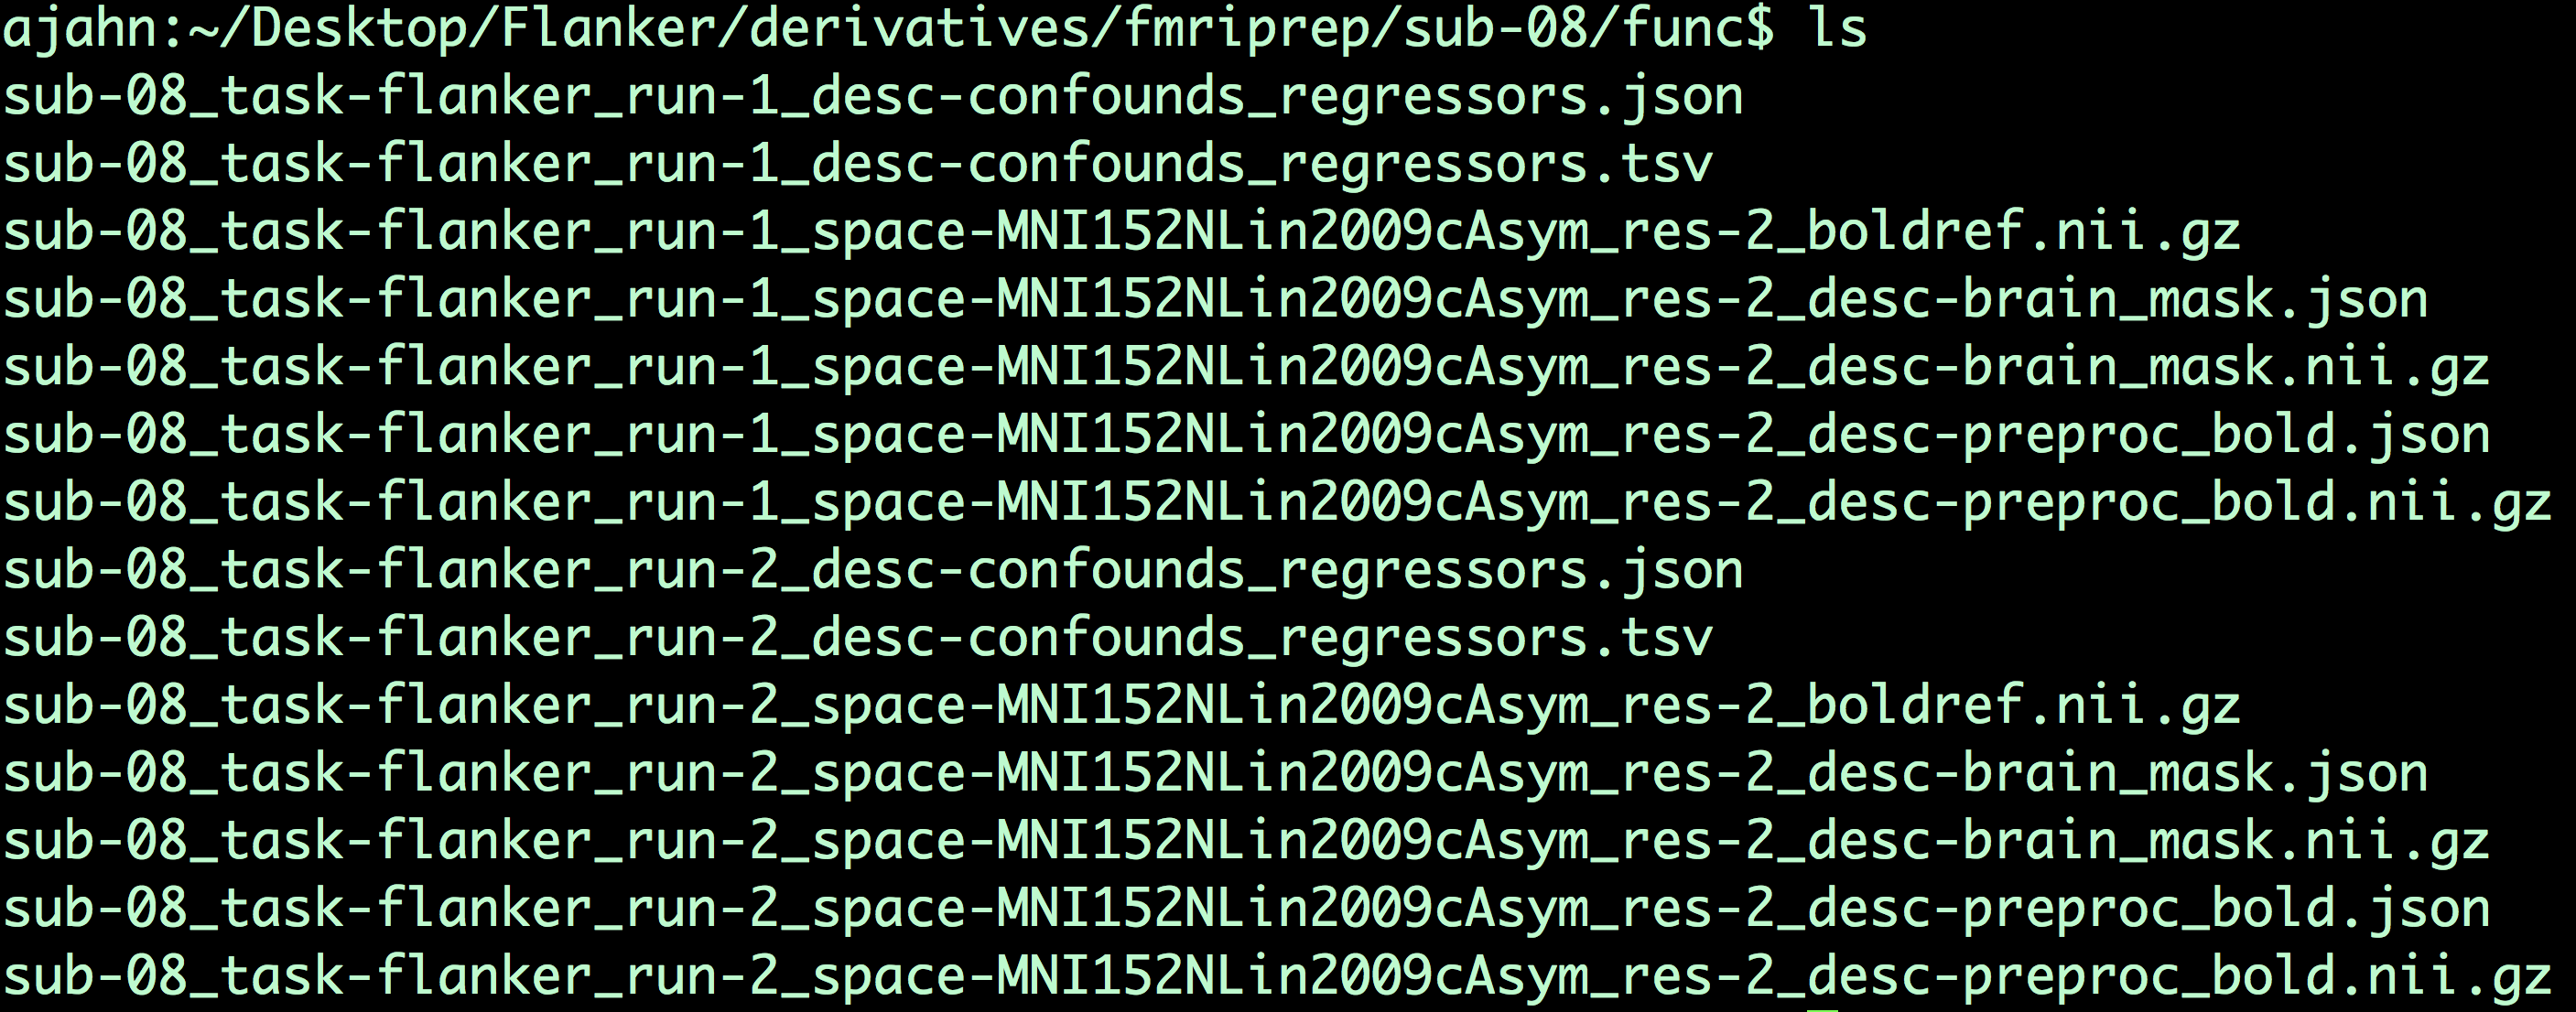 ajahn:~/Desktop/Flanker/derivatives/fmriprep/sub-08/func$ ls
sub-08_task-flanker_run-1_desc-confounds_regressors.json
sub-08_task-flanker_run-1_desc-confounds_regressors.tsv
sub-08_task-flanker_run-1_space-MNI152NLin2009cAsym_res-2_boldref.nii.gz
sub-08_task-flanker_run-1_space-MNI152NLin2009cAsym_res-2_desc-brain_mask.json
sub-08_task-flanker_run-1_space-MNI152NLin2009cAsym_res-2_desc-brain_mask.nii.gz
sub-08_task-flanker_run-1_space-MNI152NLin2009cAsym_res-2_desc-preproc_bold.json
sub-08_task-flanker_run-1_space-MNI152NLin2009cAsym_res-2_desc-preproc_bold.nii.gz
sub-08_task-flanker_run-2_desc-confounds_regressors.json
sub-08_task-flanker_run-2_desc-confounds_regressors.tsv
sub-08_task-flanker_run-2_space-MNI152NLin2009cAsym_res-2_boldref.nii.gz
sub-08_task-flanker_run-2_space-MNI152NLin2009cAsym_res-2_desc-brain_mask.json
sub-08_task-flanker_run-2_space-MNI152NLin2009cAsym_res-2_desc-brain_mask.nii.gz
sub-08_task-flanker_run-2_space-MNI152NLin2009cAsym_res-2_desc-preproc_bold.json
sub-08_task-flanker_run-2_space-MNI152NLin2009cAsym_res-2_desc-preproc_bold.nii.gz